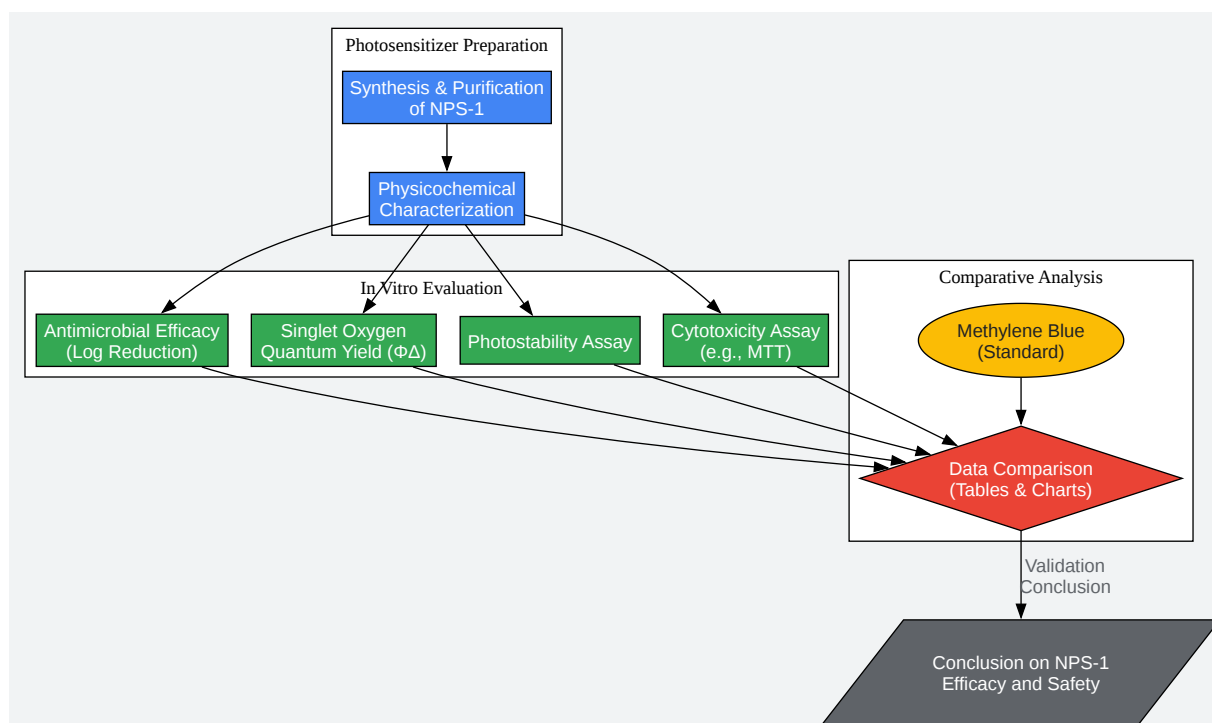 Photosensitizer Preparation
Synthesis & Purification
of NPS-1
Physicochemical
Characterization
In Vitro Evaluation
Antimicrobial Efficacy
(Log Reduction)
Singlet Oxygen
Quantum Yield (ΦΔ)
Photostability Assay
Cytotoxicity Assay
(e.g., MTT)
Comparative Analysis
Methylene Blue
(Standard)
Data Comparison
(Tables & Charts)
Validation
Conclusion
Conclusion on NPS-1
Efficacy and Safety